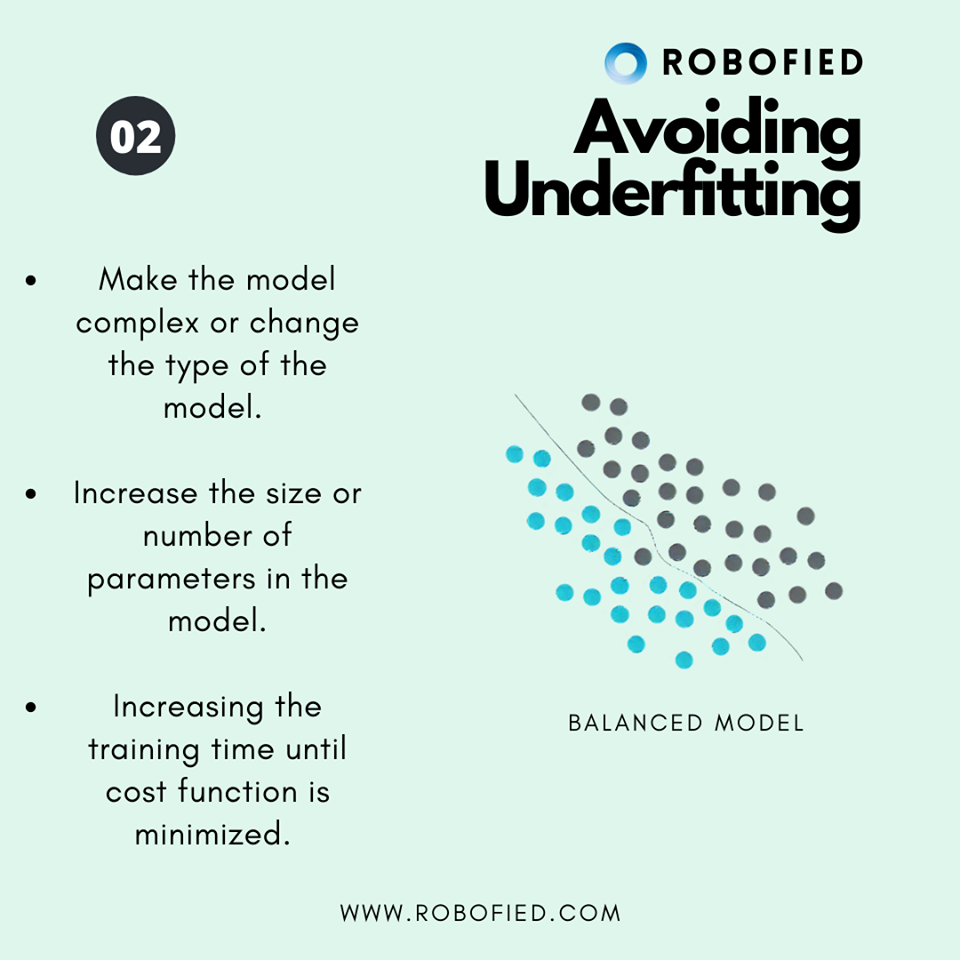 ROBOFIED
02
Avoiding
Underfitting
• Make the model
complex or change
the type of the
model.
• Increase the size or
number of
parameters in the
model.
• Increasing the
training time until
cost function is
minimized.
BALANCED MODEL
WWW.ROBOFIED.COM